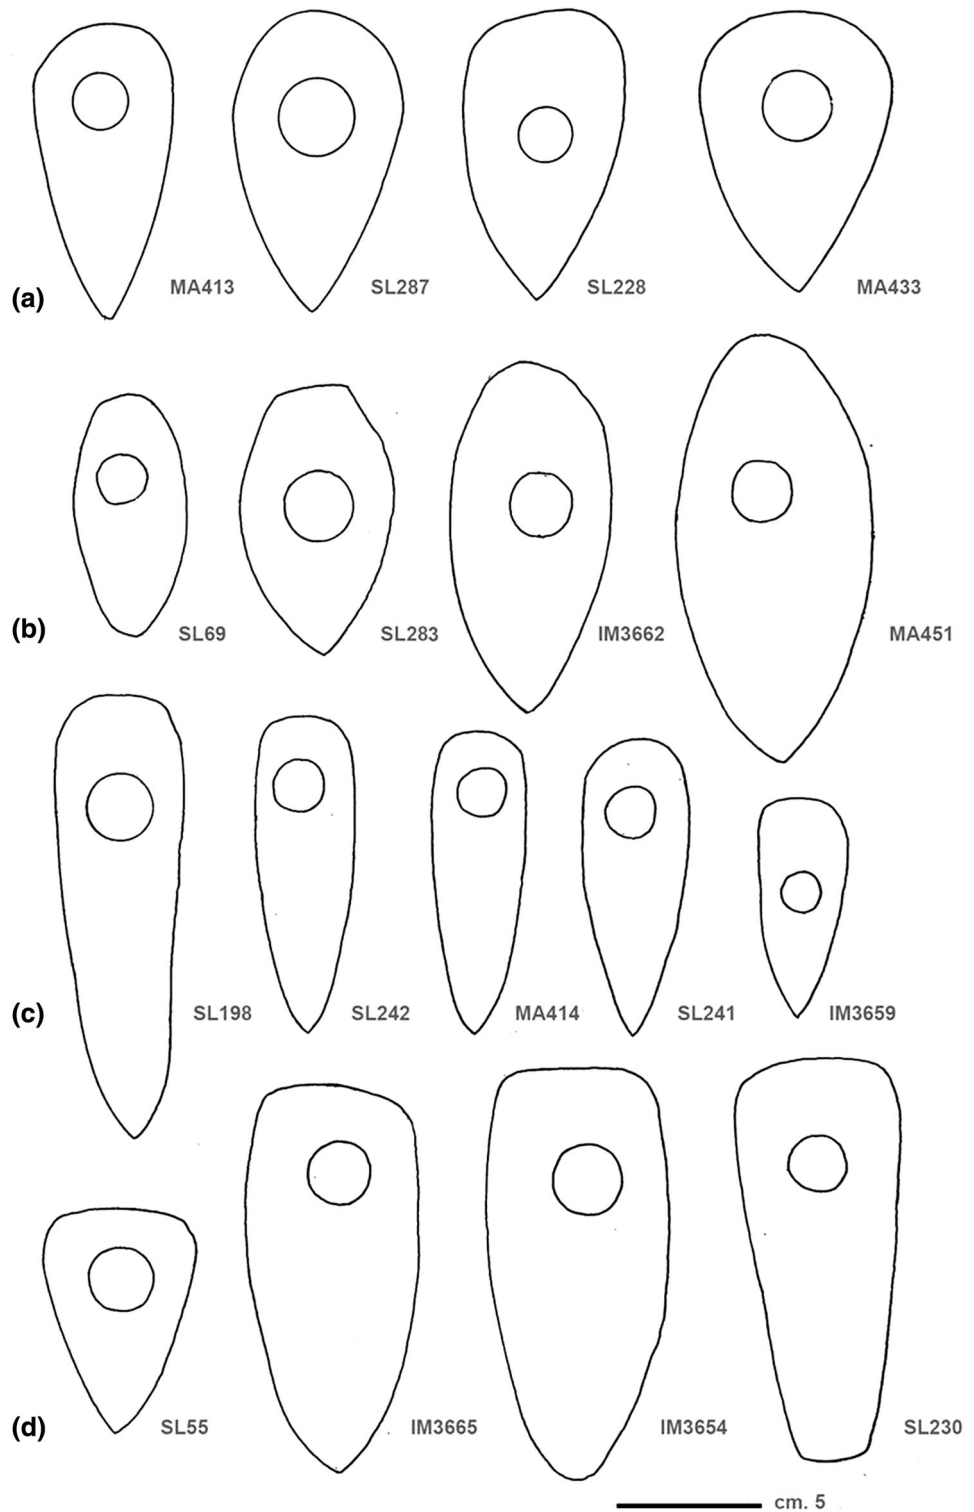 (a) MA413 SL287 SL228 MA433
(b) SL69 SL283 IM3662 MA451
(c) SL198 SL242 MA414 SL241 IM3659
(d) SL55 IM3665 IM3654 SL230
cm. 5